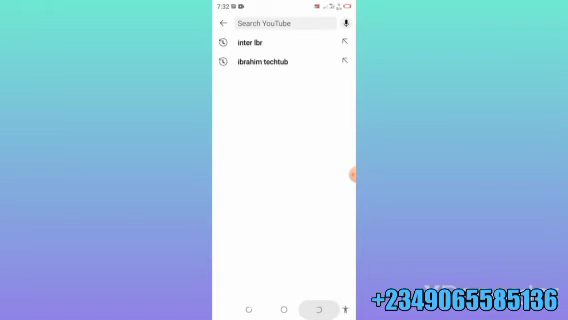 7:32
Search YouTube
inter lbr
ibrahim techtub
+2349065585136